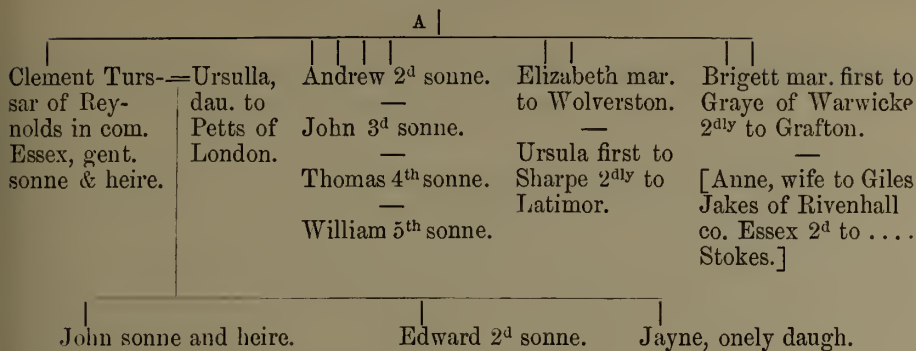 A
Clement Turs-
sar of Rey-
nolds in com.
Essex, gent.
sonne & heire.
Ursulla,
dau. to
Petts of
London.
Andrew 2d sonne.
—
John 3d sonne.
—
Thomas 4th sonne.
—
William 5th sonne.
Elizabeth mar.
to Wolverston.
—
Ursula first to
Sharpe 2dly to
Latimor.
Brigett mar. first to
Graye of Warwicke
2dly to Grafton.
—
[Anne, wife to Giles
Jakes of Rivenhall
co. Essex 2d to ....
Stokes.]
John sonne and heire.
Edward 2d sonne.
Jayne, onely daugh.